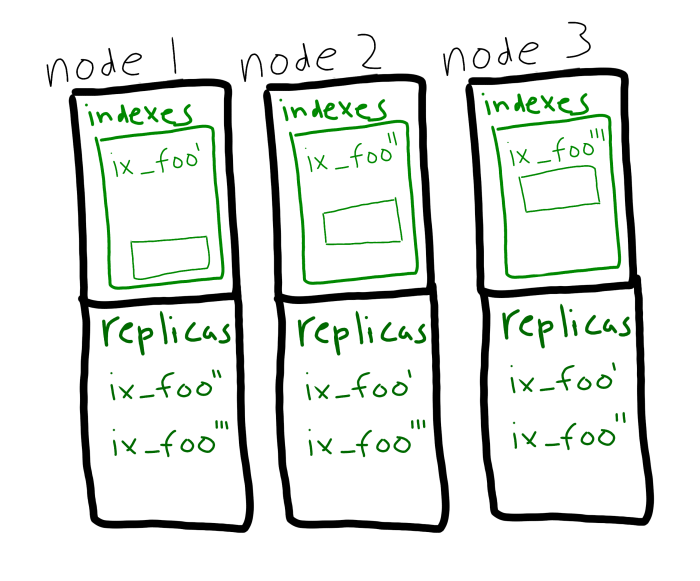 node 1
indexes
ix_foo'
replicas
ix_foo''
ix_foo'''
node 2
indexes
ix_foo''
replicas
ix_foo'
ix_foo'''
node 3
indexes
ix_foo'''
replicas
ix_foo'
ix_foo''